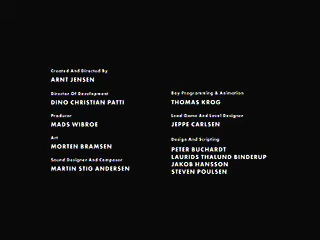 Created And Directed By
ARNT JENSEN
Director Of Development
DINO CHRISTIAN PATTI
Producer
MADS WIBROE
Art
MORTEN BRAMSEN
Sound Designer And Composer
MARTIN STIG ANDERSEN
Key Programming & Animation
THOMAS KROG
Lead Game And Level Designer
JEPPE CARLSEN
Design And Scripting
PETER BUCHARDT
LAURIDS THALUND BINDERUP
JAKOB HANSSON
STEVEN POULSEN